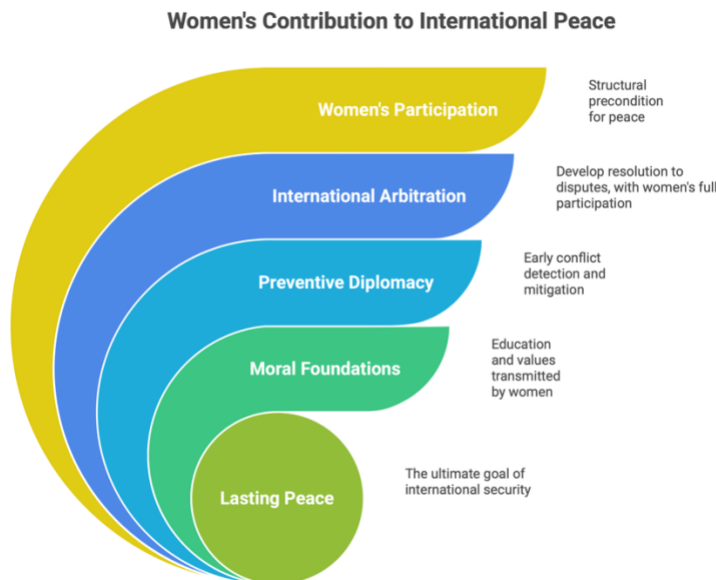 Women's Contribution to International Peace
Women's Participation
Structural
precondition
for peace
International Arbitration
Develop resolution to
disputes, with women's full
participation
Preventive Diplomacy
Early conflict
detection and
mitigation
Moral Foundations
Education
and values
transmitted
by women
Lasting Peace
The ultimate goal of
international security